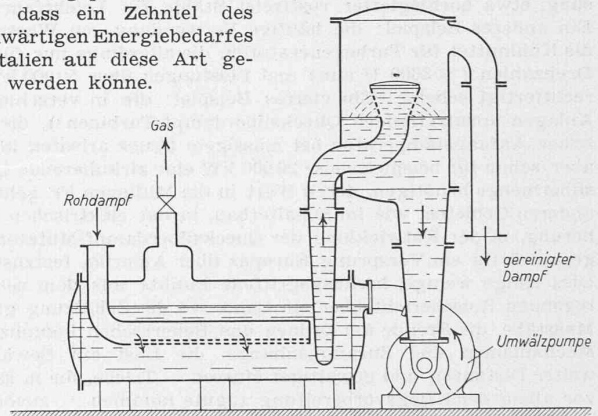 dass ein Zehntel des
wärtigen Energiebedarfes
talien auf diese Art ge-
werden könne.
Gas
Rohdampf
gereinigter
Dampf
Umwälzpumpe